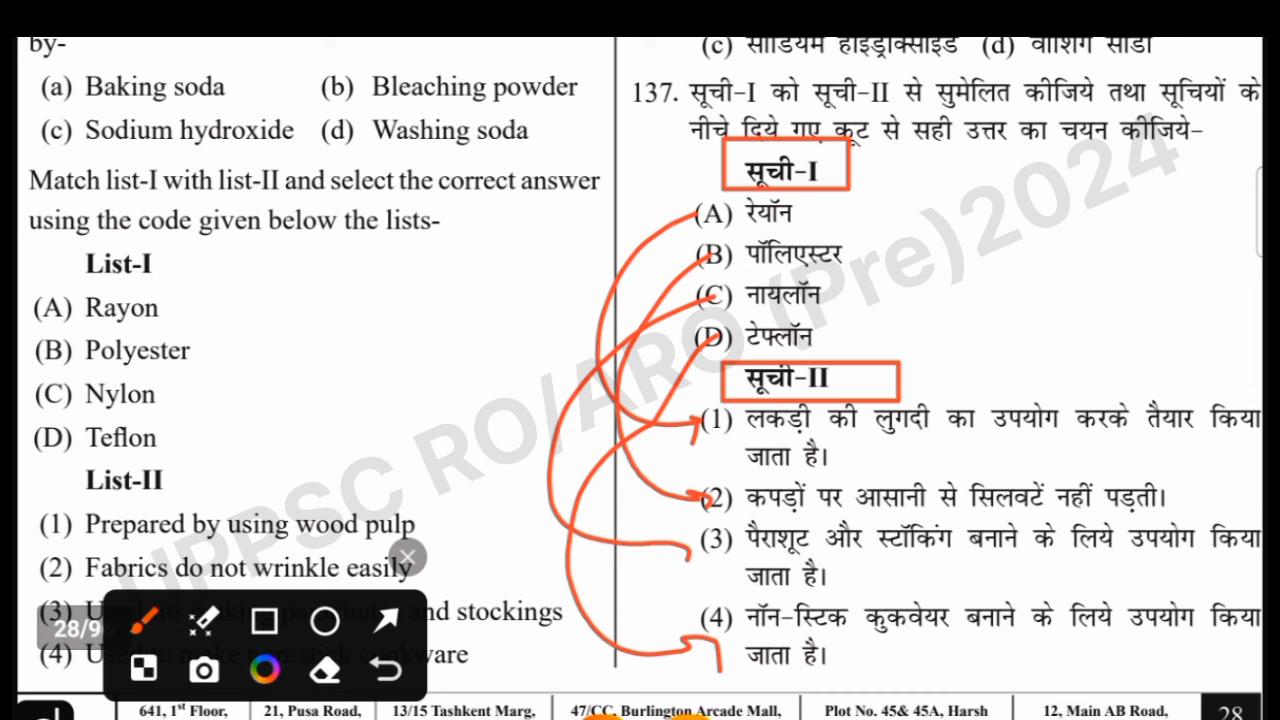 by-
(a) Baking soda (b) Bleaching powder
(c) Sodium hydroxide (d) Washing soda
Match list-I with list-II and select the correct answer
using the code given below the lists-
List-I
(A) Rayon
(B) Polyester
(C) Nylon
(D) Teflon
List-II
(1) Prepared by using wood pulp
(2) Fabrics do not wrinkle easily
(3) and stockings
(4)
28/9
(c) सोडियम हाइड्रॉक्साइड (d) वाशिंग सोडा
137. सूची-I को सूची-II से सुमेलित कीजिये तथा सूचियों के
नीचे दिये गए कूट से सही उत्तर का चयन कीजिये-
सूची-I
(A) रेयॉन
(B) पॉलिएस्टर
(C) नायलॉन
(D) टेफ्लॉन
सूची-II
(1) लकड़ी की लुगदी का उपयोग करके तैयार किया
जाता है।
(2) कपड़ों पर आसानी से सिलवटें नहीं पड़ती।
(3) पैराशूट और स्टॉकिंग बनाने के लिये उपयोग किया
जाता है।
(4) नॉन-स्टिक कुकवेयर बनाने के लिये उपयोग किया
जाता है।
UPPSC RO/ARO (Pre) 2024
641, 1st Floor, 21, Pusa Road, 13/15 Tashkent Marg, 47/CC, Burlington Arcade Mall, Plot No. 45& 45A, Harsh 12, Main AB Road, 28